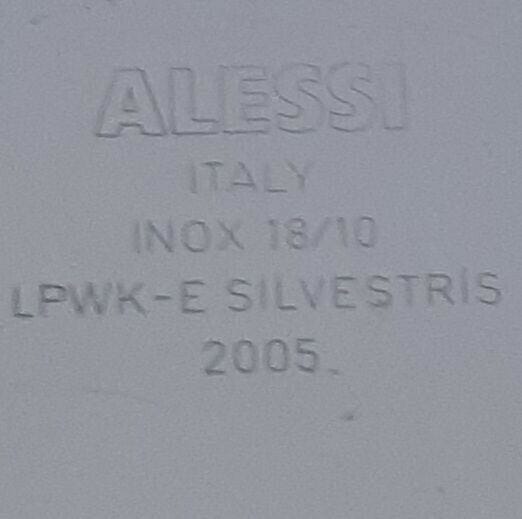 ALESSI
ITALY
INOX 18/10
LPWK-E SILVESTRIS
2005.